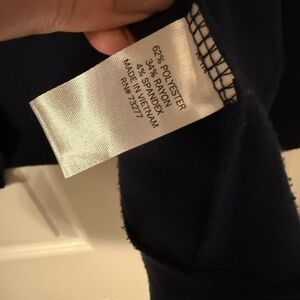 62% POLYESTER
34% RAYON
4% SPANDEX
MADE IN VIETNAM
RN# 73277